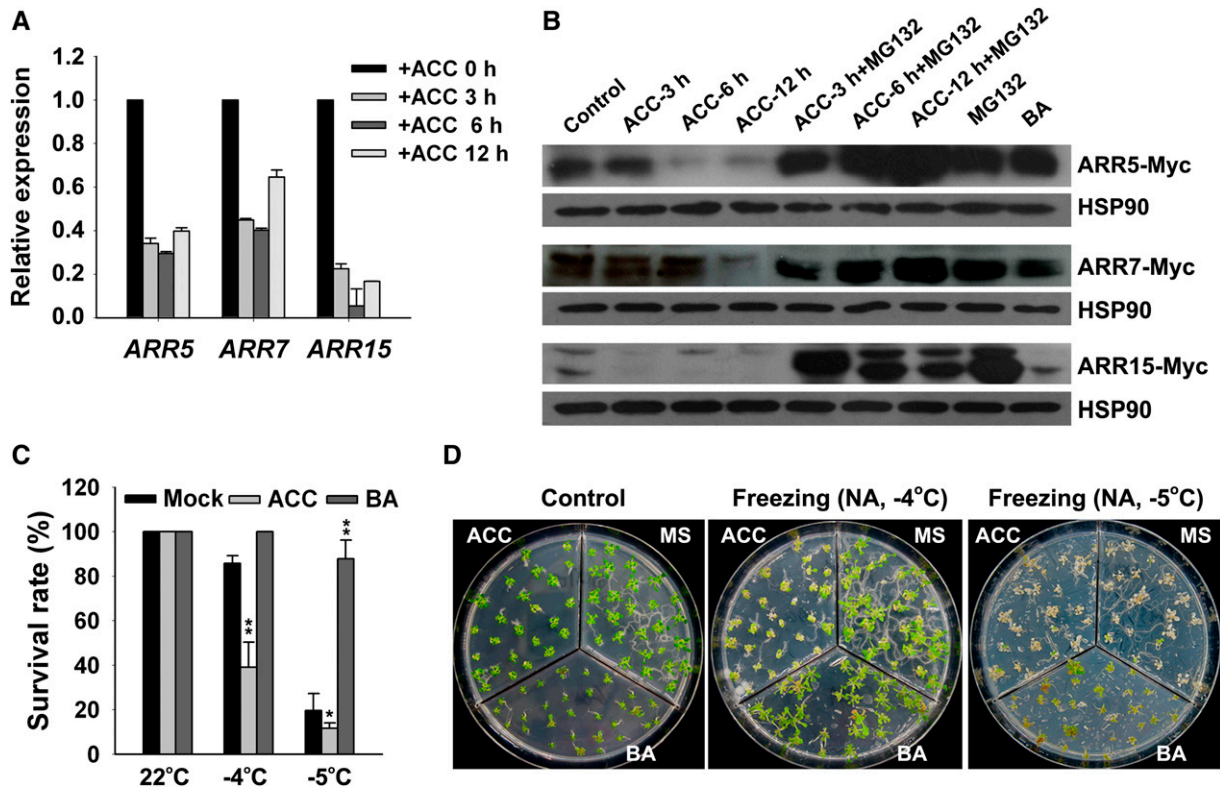 A
Relative expression
1.2
1.0
0.8
0.6
0.4
0.2
0.0
+ACC 0 h
+ACC 3 h
+ACC 6 h
+ACC 12 h
ARR5 ARR7 ARR15
B
Control
ACC-3 h
ACC-6 h
ACC-12 h
ACC-3 h+MG132
ACC-6 h+MG132
ACC-12 h+MG132
MG132
BA
ARR5-Myc
HSP90
ARR7-Myc
HSP90
ARR15-Myc
HSP90
C
Survival rate (%)
120
100
80
60
40
20
0
Mock ACC BA
**
*
**
22°C -4°C -5°C
D
Control
ACC
MS
BA
Freezing (NA, -4°C)
ACC
MS
BA
Freezing (NA, -5°C)
ACC
MS
BA